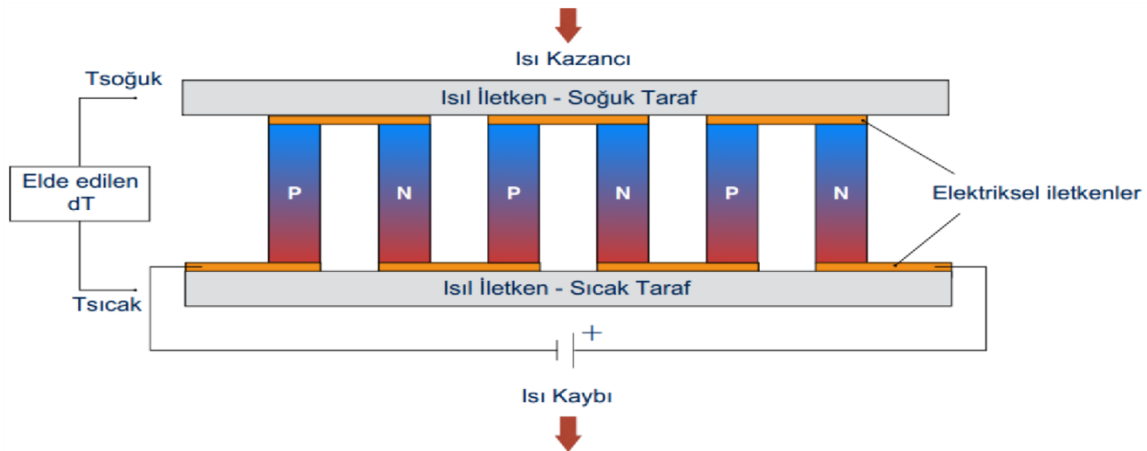 Isı Kazancı
Tsoğuk
Isıl İletken - Soğuk Taraf
Elde edilen
dT
P
N
P
N
P
N
Elektriksel iletkenler
Tsıcak
Isıl İletken - Sıcak Taraf
+
Isı Kaybı